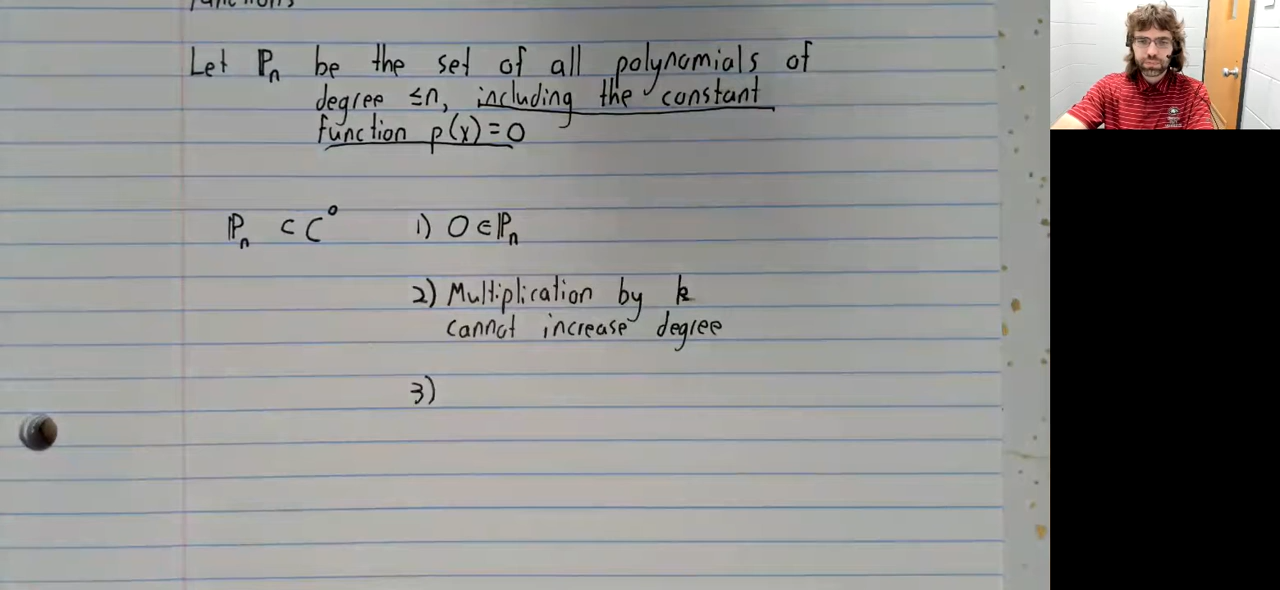 functions
Let ℙn be the set of all polynomials of
degree ≤n, including the constant
function p(x)=0
ℙn ⊂ C⁰ 1) 0∈ℙn
2) Multiplication by k
cannot increase degree
3)